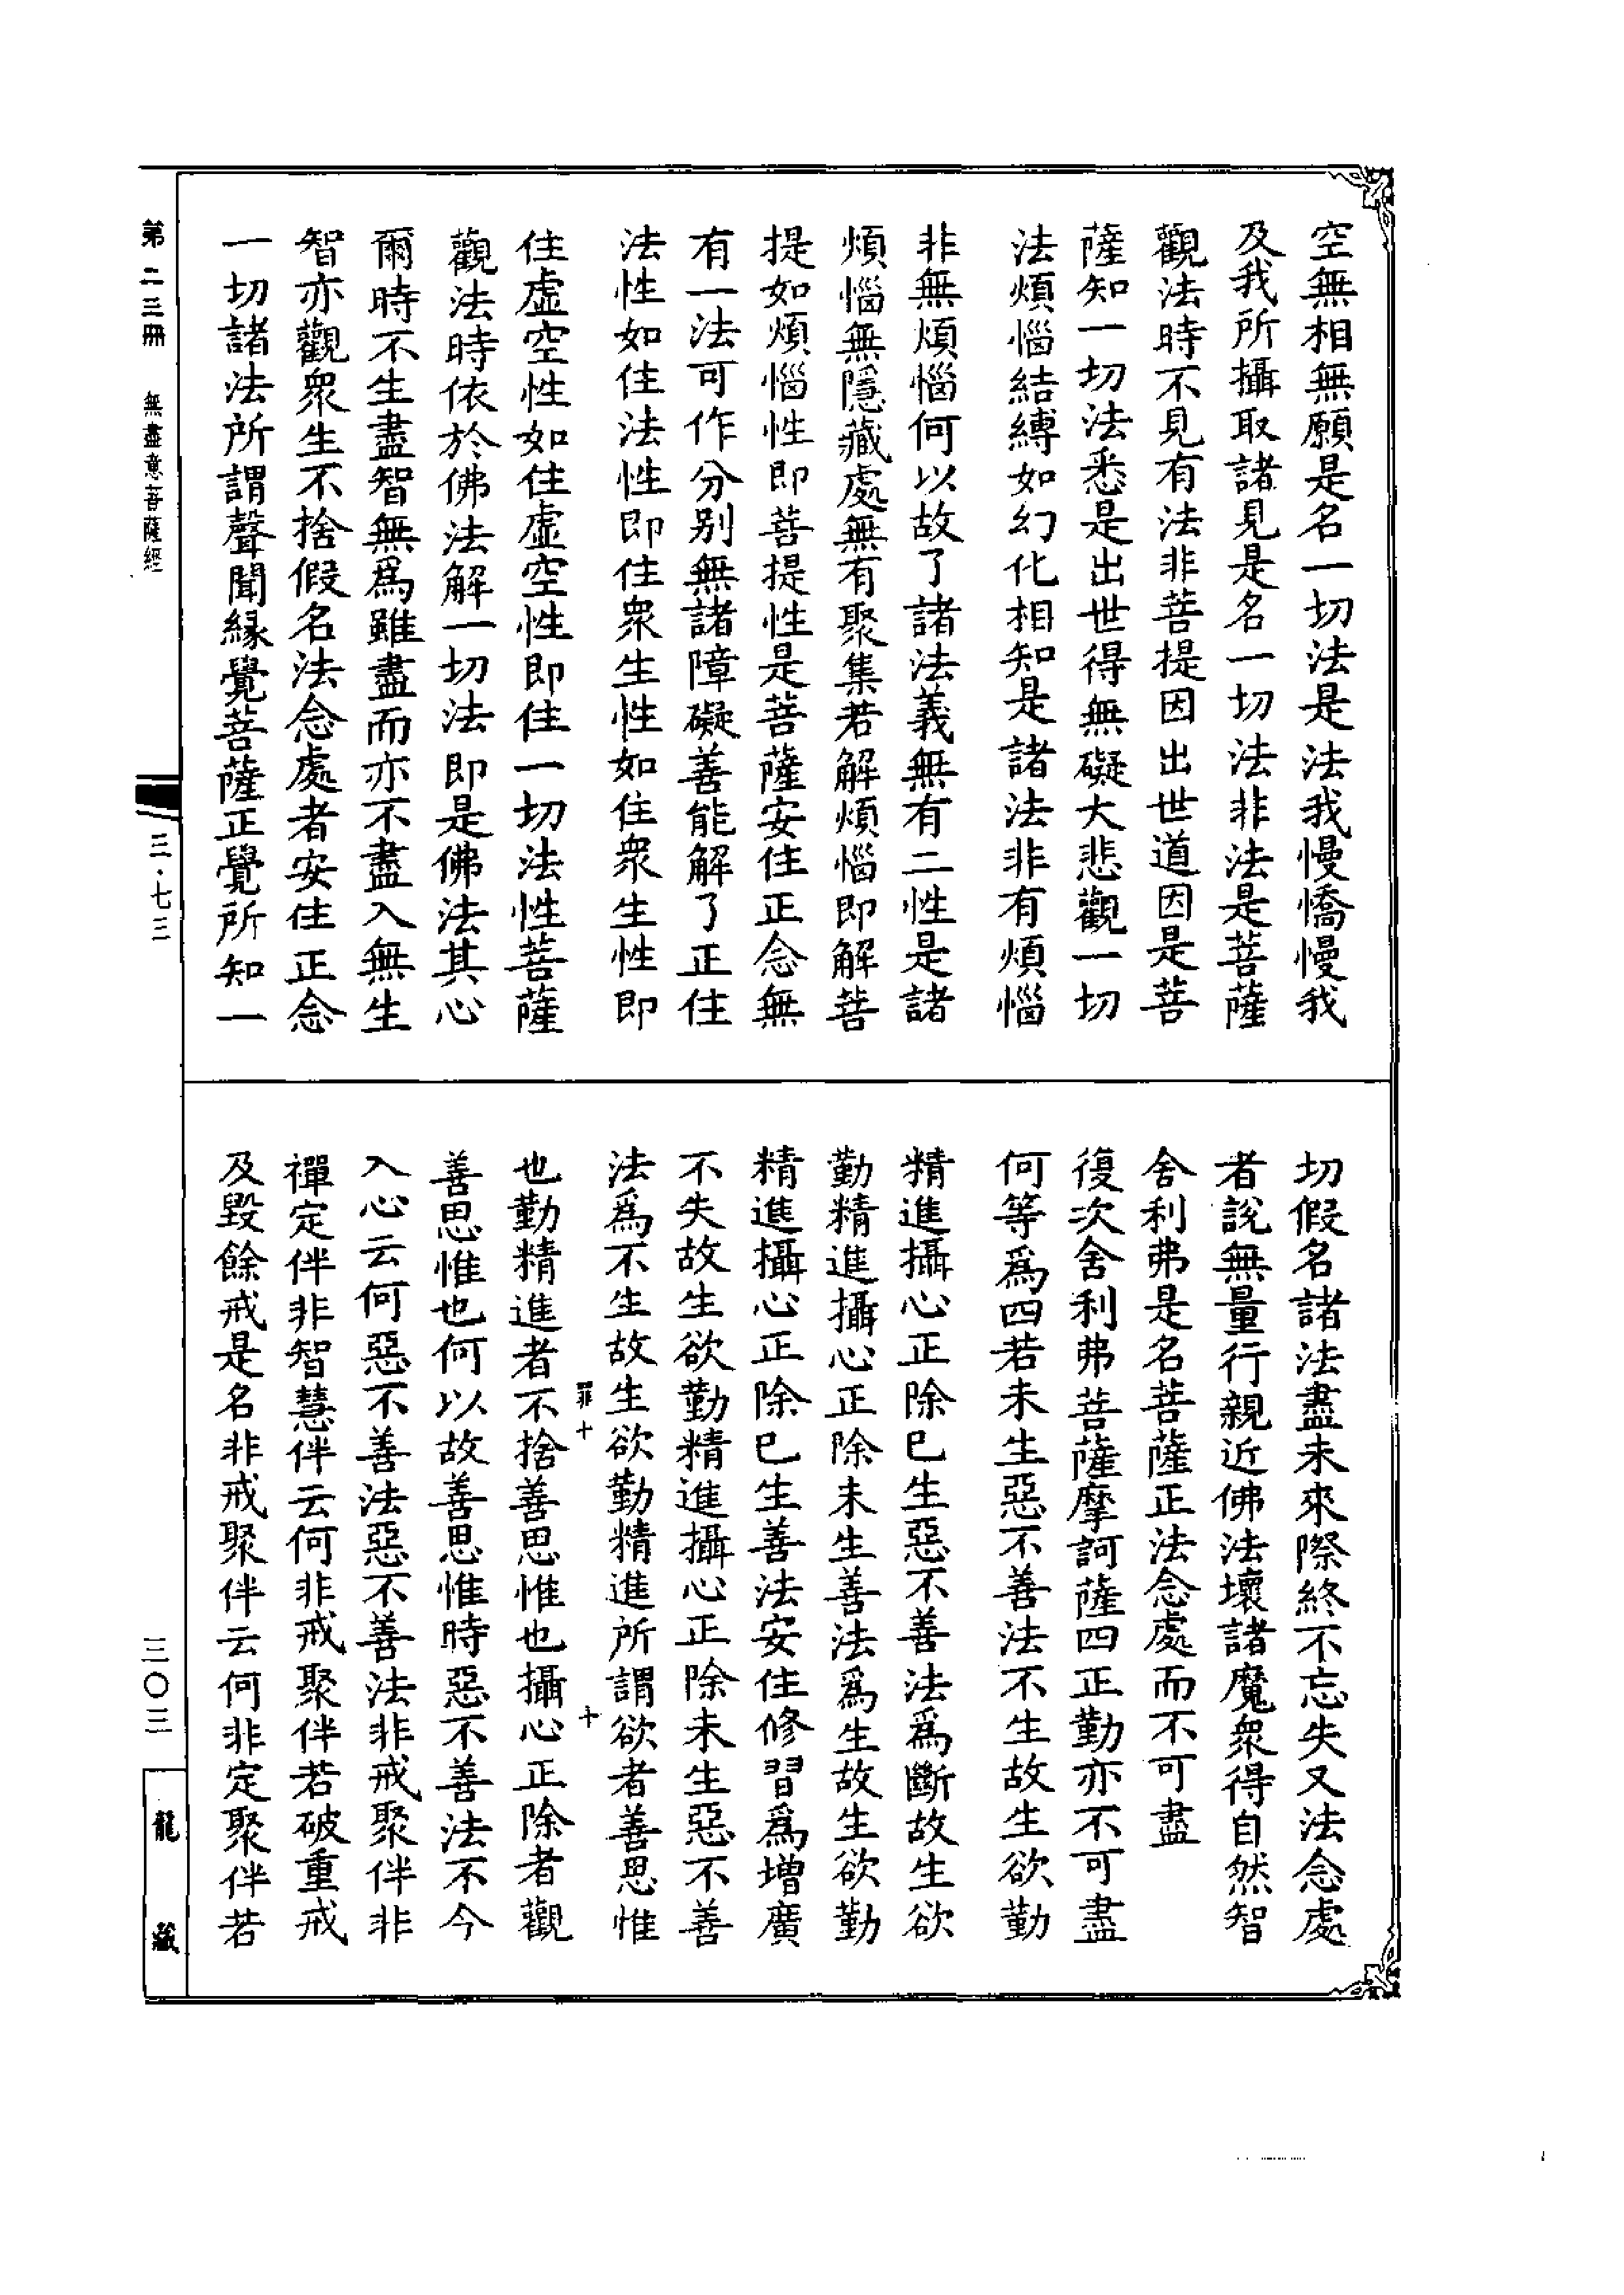 空無相無願是名一切法是法我慢憍慢我
及我所攝取諸見是名一切法非法是菩薩
觀法時不見有法非菩提因出世道因是菩
薩知一切法悉是出世得無礙大悲觀一切
法煩惱結縛如幻化相知是諸法非有煩惱
非無煩惱何以故了諸法義無有二性是諸
煩惱無隱藏處無有聚集若解煩惱即解菩
提如煩惱性即菩提性是菩薩安住正念無
有一法可作分别無諸障礙善能解了正住
法性如住法性即住衆生性如住衆生性即
住虛空性如住虛空性即住一切法性菩薩
觀法時依於佛法解一切法即是佛法其心
爾時不生盡智無爲雖盡而亦不盡入無生
智亦觀衆生不捨假名法念處者安住正念
一切諸法所謂聲聞緣覺菩薩正覺所知一
切假名諸法盡未來際終不忘失又法念處
者說無量行親近佛法壞諸魔衆得自然智
舍利弗是名菩薩正法念處而不可盡
復次舍利弗菩薩摩訶薩四正勤亦不可盡
何等爲四若未生惡不善法不生故生欲勤
精進攝心正除巳生惡不善法爲斷故生欲
勤精進攝心正除未生善法爲生故生欲勤
精進攝心正除巳生善法安住修習爲增廣
不失故生欲勤精進攝心正除未生惡不善
法爲不生故生欲勤精進所謂欲者善思惟
罪十
十
也勤精進者不捨善思惟也攝心正除者觀
善思惟也何以故善思惟時惡不善法不今
入心云何惡不善法惡不善法非戒聚伴非
禪定伴非智慧伴云何非戒聚伴若破重戒
及毀餘戒是名非戒聚伴云何非定聚伴若
第二三冊
無盡意菩薩經
三·七三
三〇三
龍藏